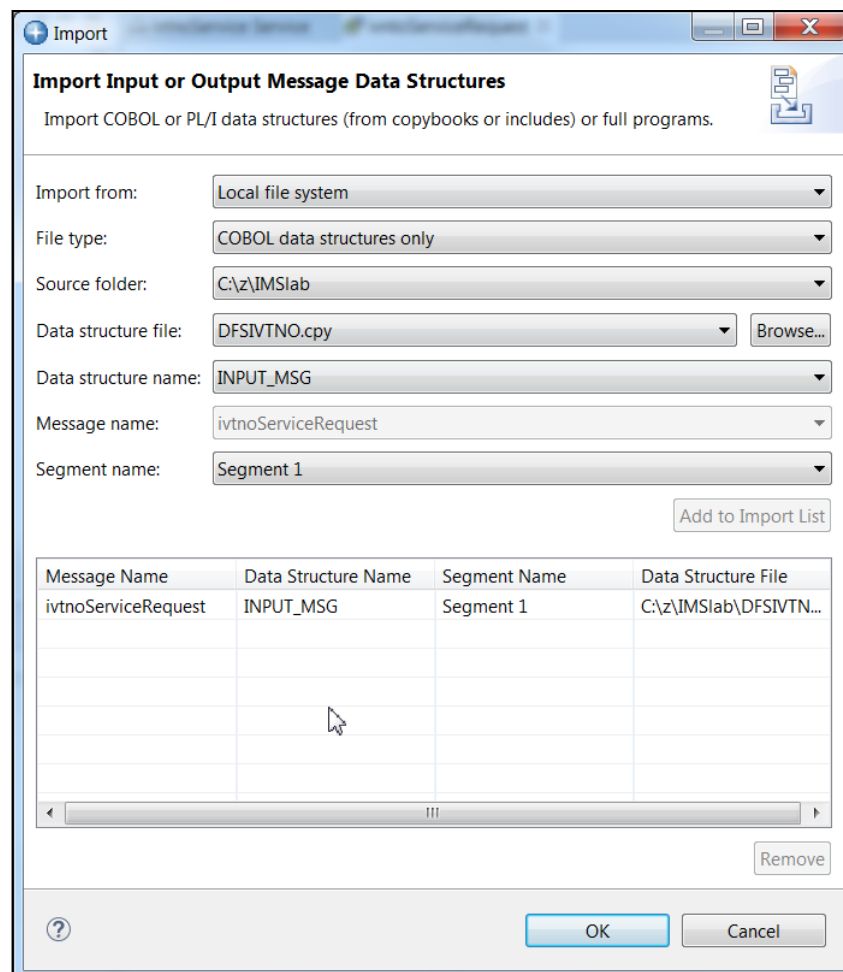 Import
Import Input or Output Message Data Structures
Import COBOL or PL/I data structures (from copybooks or includes) or full programs.
Import from: Local file system
File type: COBOL data structures only
Source folder: C:\z\IMSlab
Data structure file: DFSIVTNO.cpy Browse...
Data structure name: INPUT_MSG
Message name: ivtnoServiceRequest
Segment name: Segment 1
Add to Import List
Message Name Data Structure Name Segment Name Data Structure File
ivtnoServiceRequest INPUT_MSG Segment 1 C:\z\IMSlab\DFSIVTN...
Remove
? OK Cancel